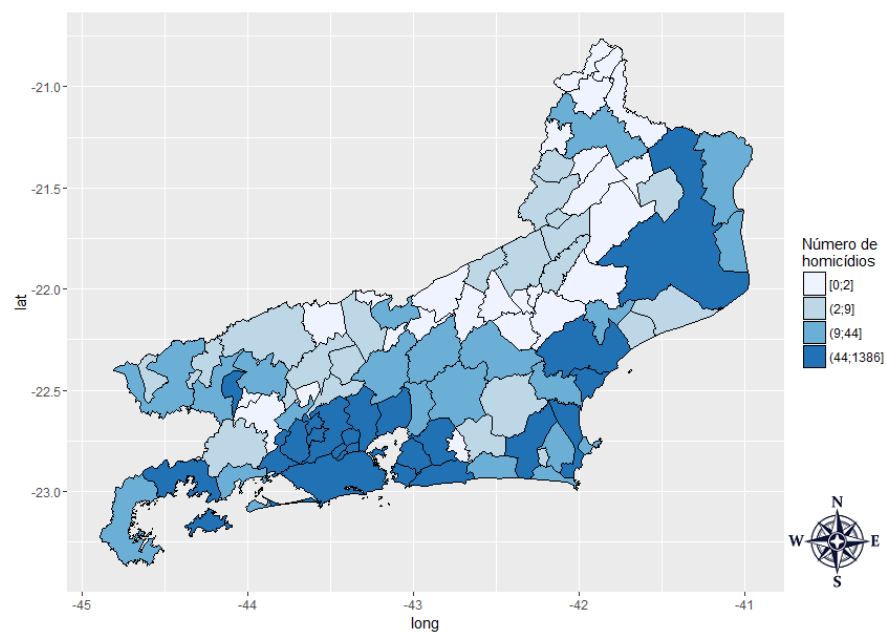 -21.0
-21.5
-22.0
-22.5
-23.0
lat
-45
-44
-43
-42
-41
long
Número de
homicídios
[0;2]
(2;9]
(9;44]
(44;1386]
N
W
E
S